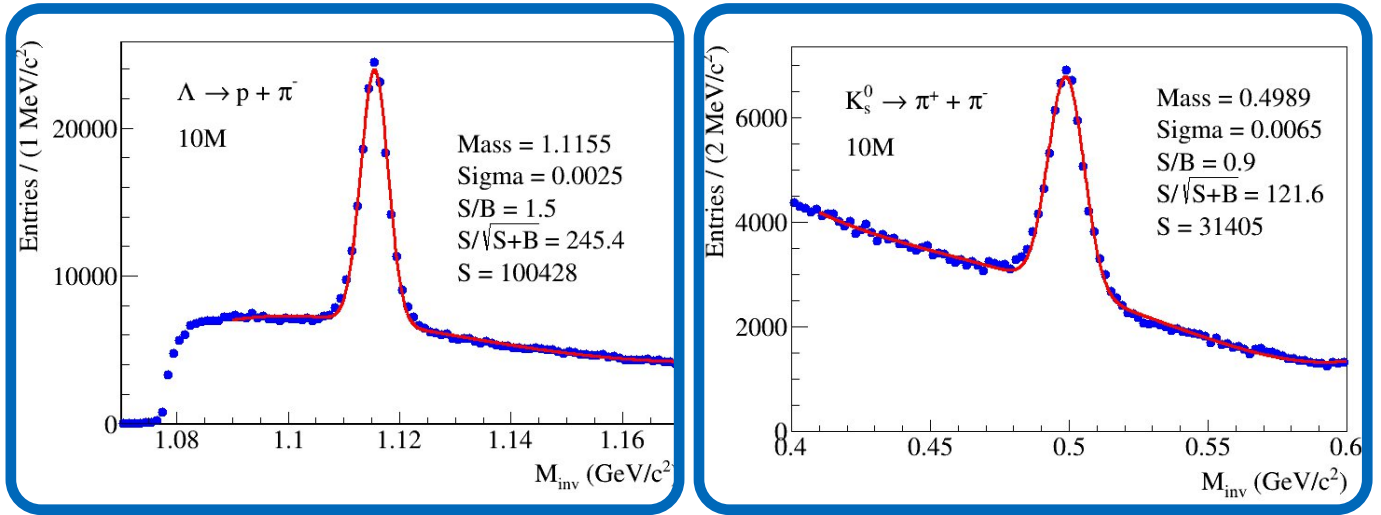 Entries / (1 MeV/c²)
Λ → p + π⁻
10M
Mass = 1.1155
Sigma = 0.0025
S/B = 1.5
S/√S+B = 245.4
S = 100428
20000
10000
0
1.08 1.1 1.12 1.14 1.16
M_inv (GeV/c²)
Entries / (2 MeV/c²)
K_s⁰ → π⁺ + π⁻
10M
Mass = 0.4989
Sigma = 0.0065
S/B = 0.9
S/√S+B = 121.6
S = 31405
6000
4000
2000
0
0.4 0.45 0.5 0.55 0.6
M_inv (GeV/c²)